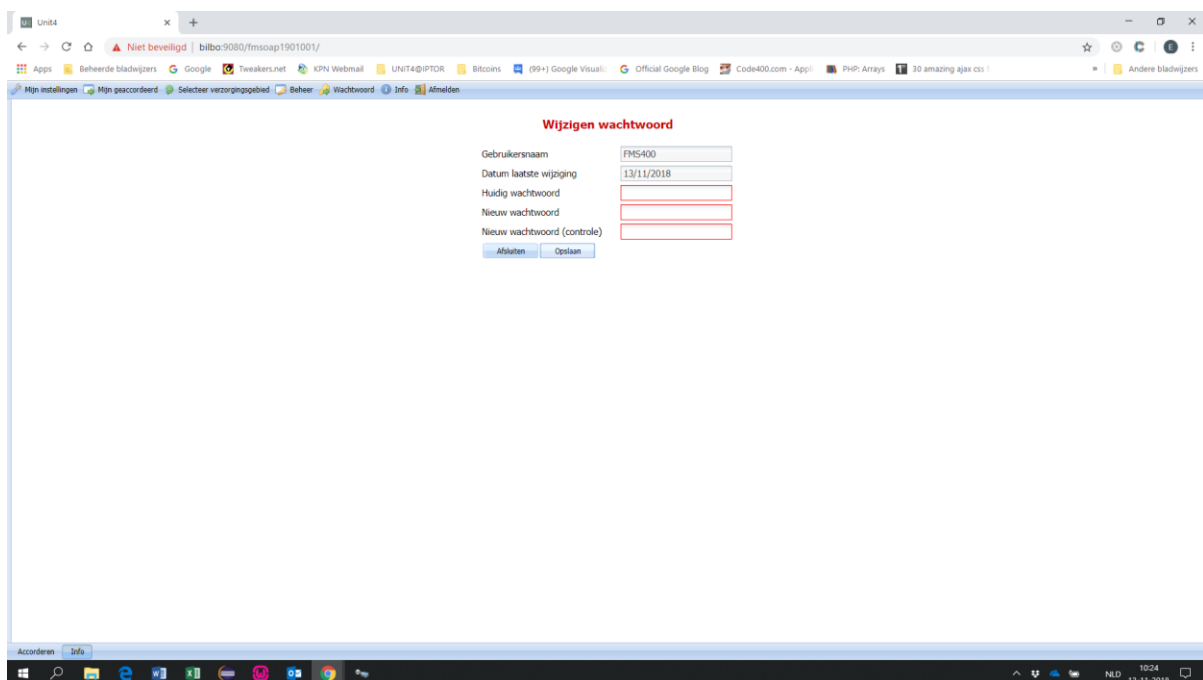 Unit4
Niet beveiligd | bilbo:9080/fmsoap1901001/
Apps Beheerde bladwijzers Google Tweakers.net KPN Webmail UNIT4@IPTOR Bitcoins (99+) Google Visuali Official Google Blog Code400.com - Appli PHP: Arrays 30 amazing ajax css » Andere bladwijzers
Mijn instellingen Mijn geaccordeerd Selecteer verzorgingsgebied Beheer Wachtwoord Info Afmelden
Wijzigen wachtwoord
Gebruikersnaam FMS400
Datum laatste wijziging 13/11/2018
Huidig wachtwoord
Nieuw wachtwoord
Nieuw wachtwoord (controle)
Afsluiten Opslaan
Accorderen Info
NLD 10:24
13-11-2018